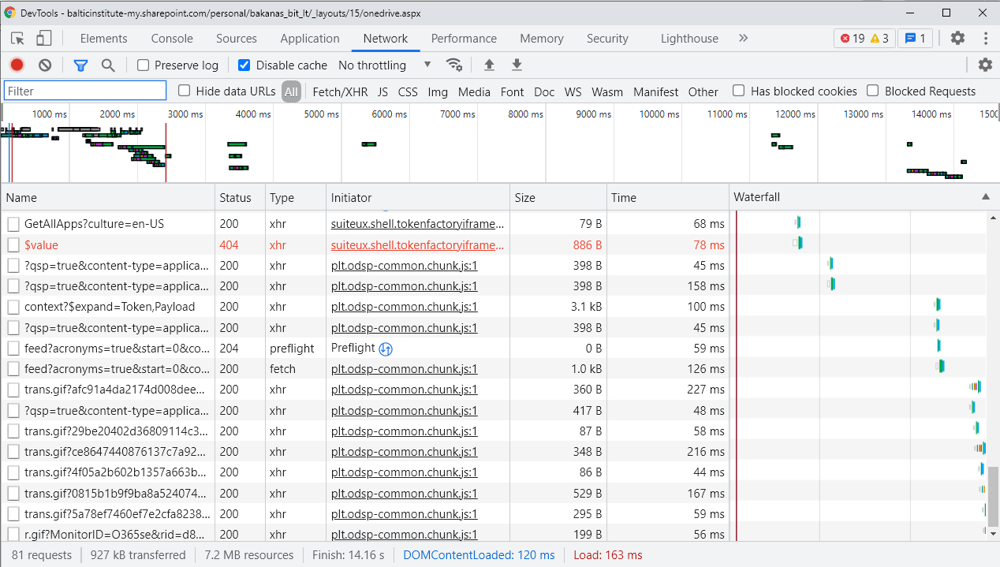 DevTools - balticinstitute-my.sharepoint.com/personal/bakanas_bit_lt/_layouts/15/onedrive.aspx
Elements Console Sources Application Network Performance Memory Security Lighthouse » 19 3 1
Preserve log Disable cache No throttling
Filter Hide data URLs All Fetch/XHR JS CSS Img Media Font Doc WS Wasm Manifest Other Has blocked cookies Blocked Requests
1000 ms 2000 ms 3000 ms 4000 ms 5000 ms 6000 ms 7000 ms 8000 ms 9000 ms 10000 ms 11000 ms 12000 ms 13000 ms 14000 ms 1500
Name Status Type Initiator Size Time Waterfall
GetAllApps?culture=en-US 200 xhr suiteux.shell.tokenfactoryiframe... 79 B 68 ms
$value 404 xhr suiteux.shell.tokenfactoryiframe... 886 B 78 ms
?qsp=true&content-type=applica... 200 xhr plt.odsp-common.chunk.js:1 398 B 45 ms
?qsp=true&content-type=applica... 200 xhr plt.odsp-common.chunk.js:1 398 B 158 ms
context?$expand=Token,Payload 200 xhr plt.odsp-common.chunk.js:1 3.1 kB 100 ms
?qsp=true&content-type=applica... 200 xhr plt.odsp-common.chunk.js:1 398 B 45 ms
feed?acronyms=true&start=0&co... 204 preflight Preflight 0 B 59 ms
feed?acronyms=true&start=0&co... 200 fetch plt.odsp-common.chunk.js:1 1.0 kB 126 ms
trans.gif?afc91a4da2174d008dee... 200 xhr plt.odsp-common.chunk.js:1 360 B 227 ms
?qsp=true&content-type=applica... 200 xhr plt.odsp-common.chunk.js:1 417 B 48 ms
trans.gif?29be20402d36809114c3... 200 xhr plt.odsp-common.chunk.js:1 87 B 58 ms
trans.gif?ce8647440876137c7a92... 200 xhr plt.odsp-common.chunk.js:1 348 B 216 ms
trans.gif?4f05a2b602b1357a663b... 200 xhr plt.odsp-common.chunk.js:1 86 B 44 ms
trans.gif?0815b1b9f9ba8a524074... 200 xhr plt.odsp-common.chunk.js:1 529 B 167 ms
trans.gif?5a78ef7460ef7e2cfa8238... 200 xhr plt.odsp-common.chunk.js:1 295 B 59 ms
r.gif?MonitorID=O365se&rid=d8... 200 xhr plt.odsp-common.chunk.js:1 199 B 56 ms
81 requests 927 kB transferred 7.2 MB resources Finish: 14.16 s DOMContentLoaded: 120 ms Load: 163 ms